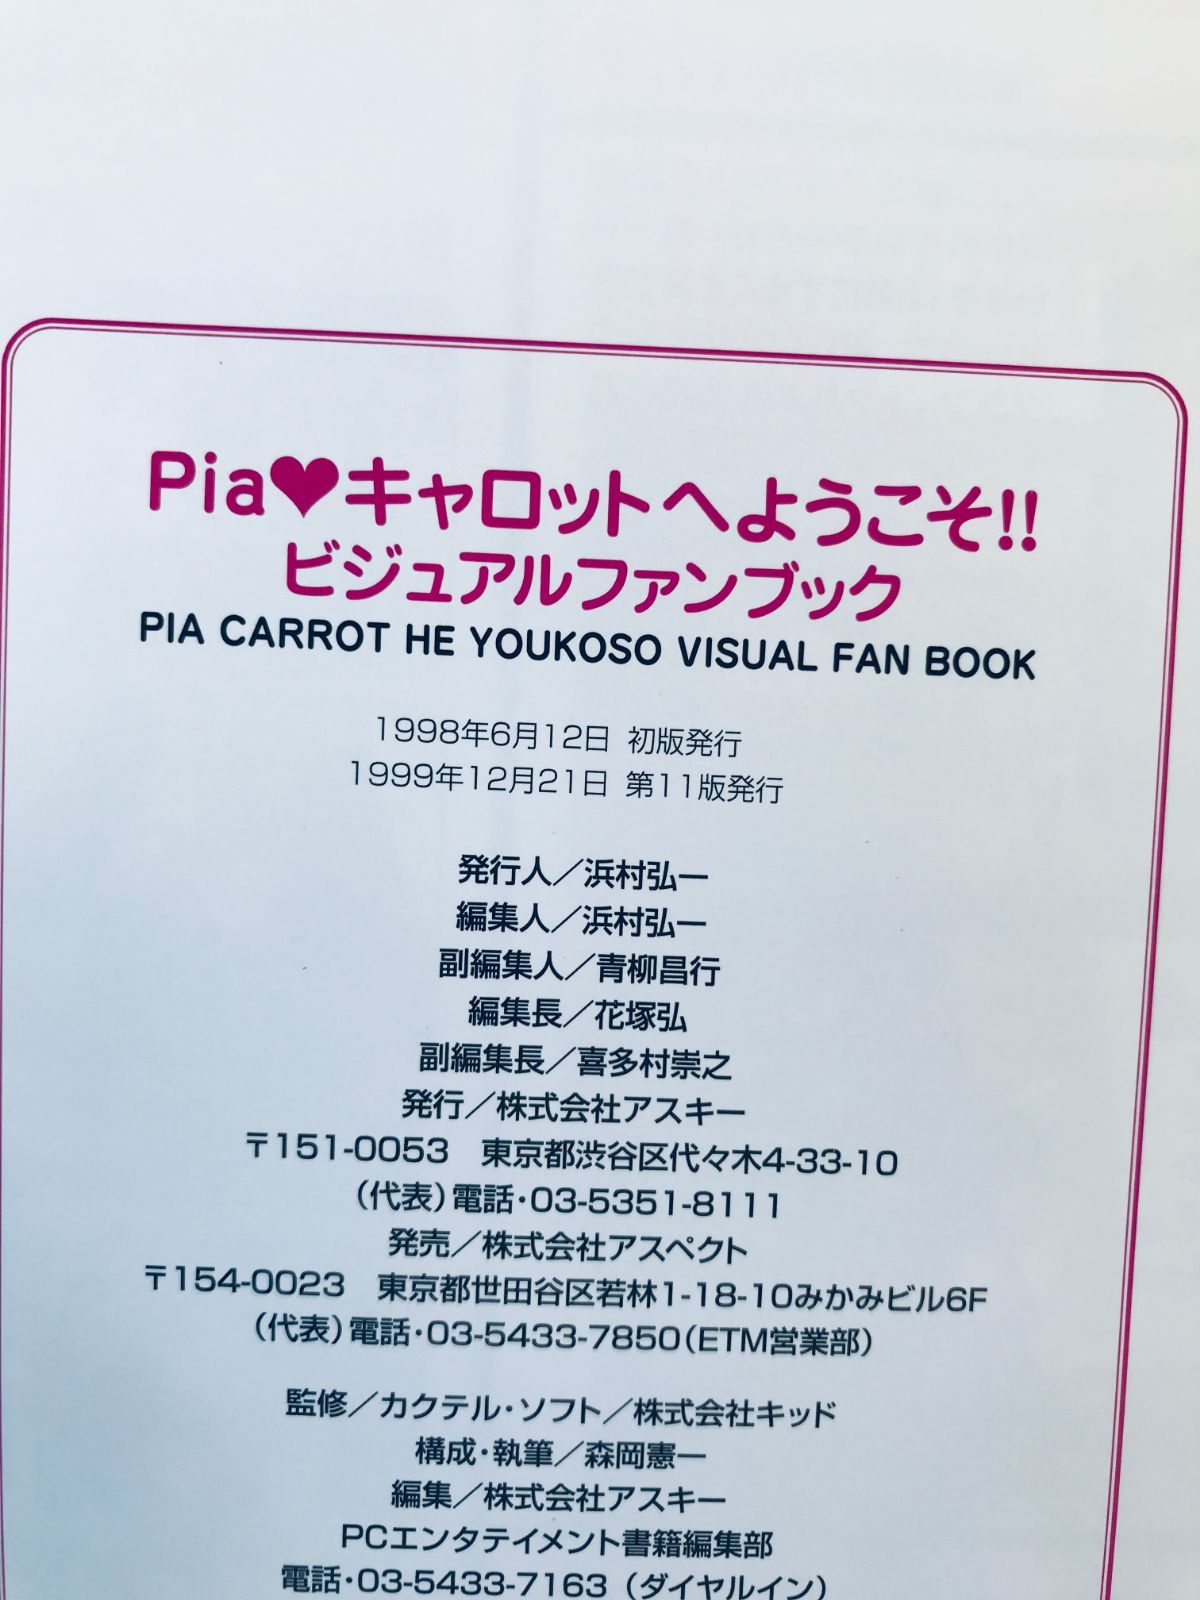 Pia♥キャロットへようこそ!!
ビジュアルファンブック
PIA CARROT HE YOUKOSO VISUAL FAN BOOK
1998年6月12日 初版発行
1999年12月21日 第11版発行
発行人／浜村弘一
編集人／浜村弘一
副編集人／青柳昌行
編集長／花塚弘
副編集長／喜多村崇之
発行／株式会社アスキー
〒151-0053 東京都渋谷区代々木4-33-10
（代表）電話・03-5351-8111
発売／株式会社アスペクト
〒154-0023 東京都世田谷区若林1-18-10みかみビル6F
（代表）電話・03-5433-7850（ETM営業部）
監修／カクテル・ソフト／株式会社キッド
構成・執筆／森岡憲一
編集／株式会社アスキー
PCエンタテイメント書籍編集部
電話・03-5433-7163（ダイヤルイン）